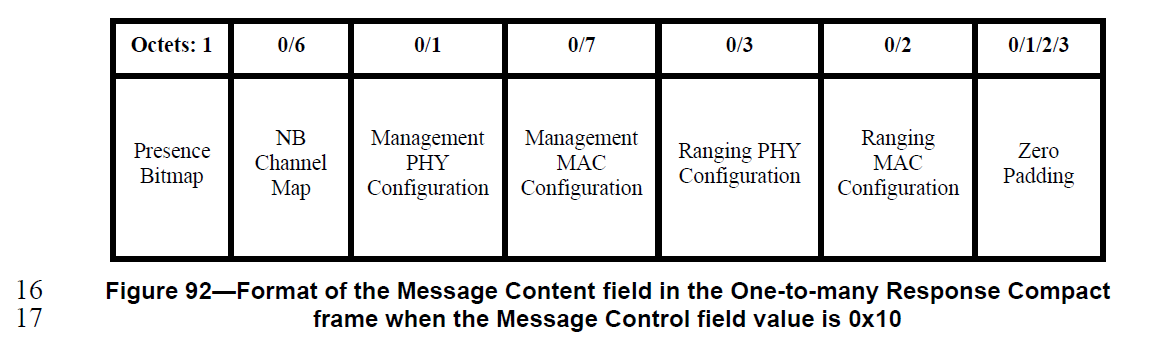 Octets: 1 0/6 0/1 0/7 0/3 0/2 0/1/2/3
Presence Bitmap
NB Channel Map
Management PHY Configuration
Management MAC Configuration
Ranging PHY Configuration
Ranging MAC Configuration
Zero Padding
16 Figure 92—Format of the Message Content field in the One-to-many Response Compact
17 frame when the Message Control field value is 0x10